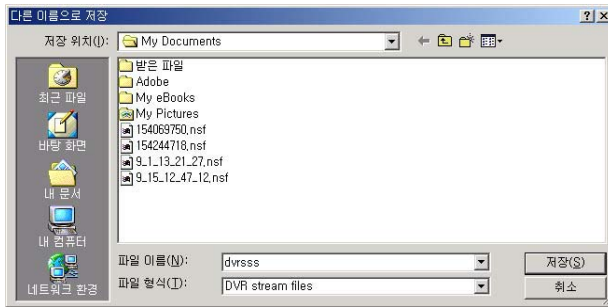 다른 이름으로 저장
저장 위치(I): My Documents
최근 파일
바탕 화면
내 문서
내 컴퓨터
네트워크 환경
받은 파일
Adobe
My eBooks
My Pictures
154069750.nsf
154244718.nsf
9_1_13_21_27.nsf
9_15_12_47_12.nsf
파일 이름(N): dvrsss 저장(S)
파일 형식(T): DVR stream files 취소